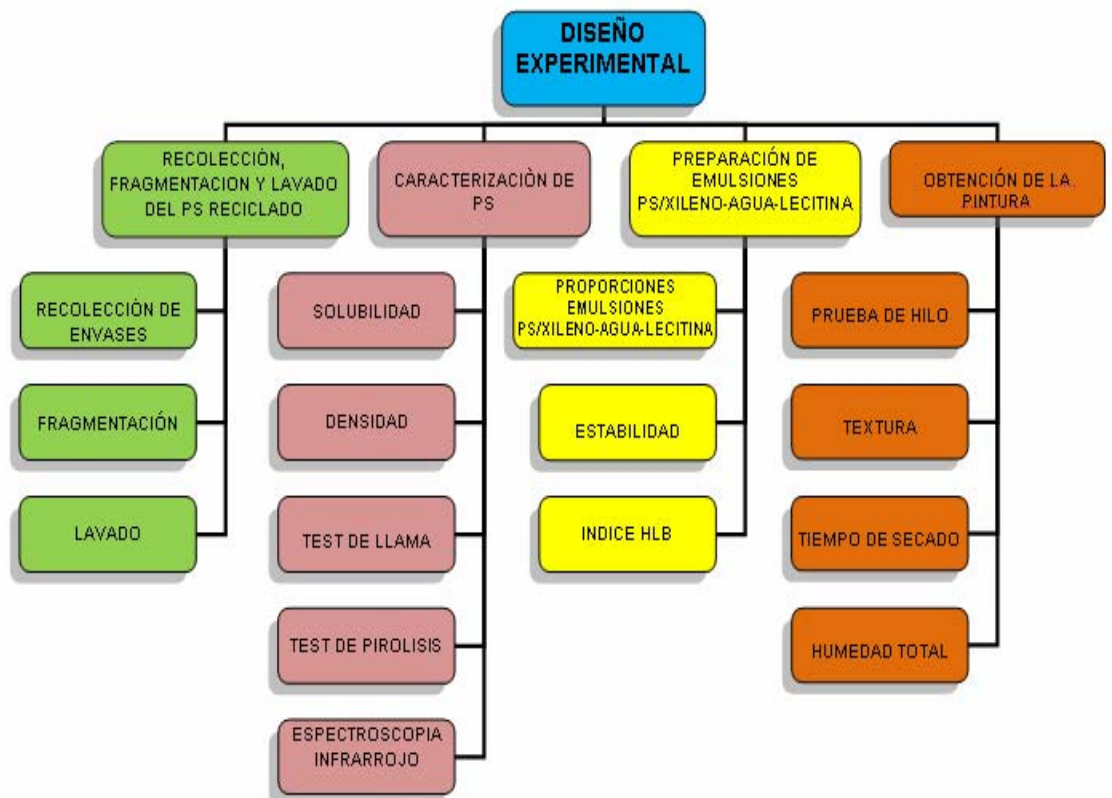 DISEÑO
EXPERIMENTAL
RECOLECCIÒN,
FRAGMENTACION Y LAVADO
DEL PS RECICLADO
CARACTERIZACIÒN DE
PS
PREPARACIÓN DE
EMULSIONES
PS/XILENO-AGUA-LECITINA
OBTENCIÓN DE LA.
PINTURA
RECOLECCIÒN DE
ENVASES
FRAGMENTACIÓN
LAVADO
SOLUBILIDAD
DENSIDAD
TEST DE LLAMA
TEST DE PIROLISIS
ESPECTROSCOPIA
INFRARROJO
PROPORCIONES
EMULSIONES
PS/XILENO-AGUA-LECITINA
ESTABILIDAD
INDICE HLB
PRUEBA DE HILO
TEXTURA
TIEMPO DE SECADO
HUMEDAD TOTAL